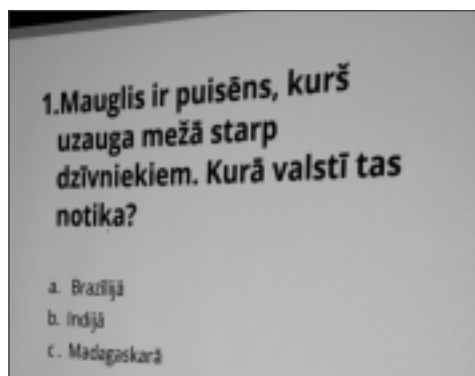 1.Mauglis ir puisēns, kurš
uzauga mežā starp
dzīvniekiem. Kurā valstī tas
notika?
a. Brazīlijā
b. Indijā
c. Madagaskarā